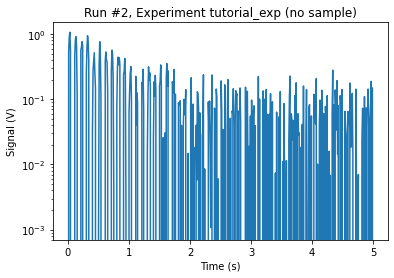 Run #2, Experiment tutorial_exp (no sample)
10⁰
10⁻¹
10⁻²
10⁻³
Signal (V)
0 1 2 3 4 5
Time (s)